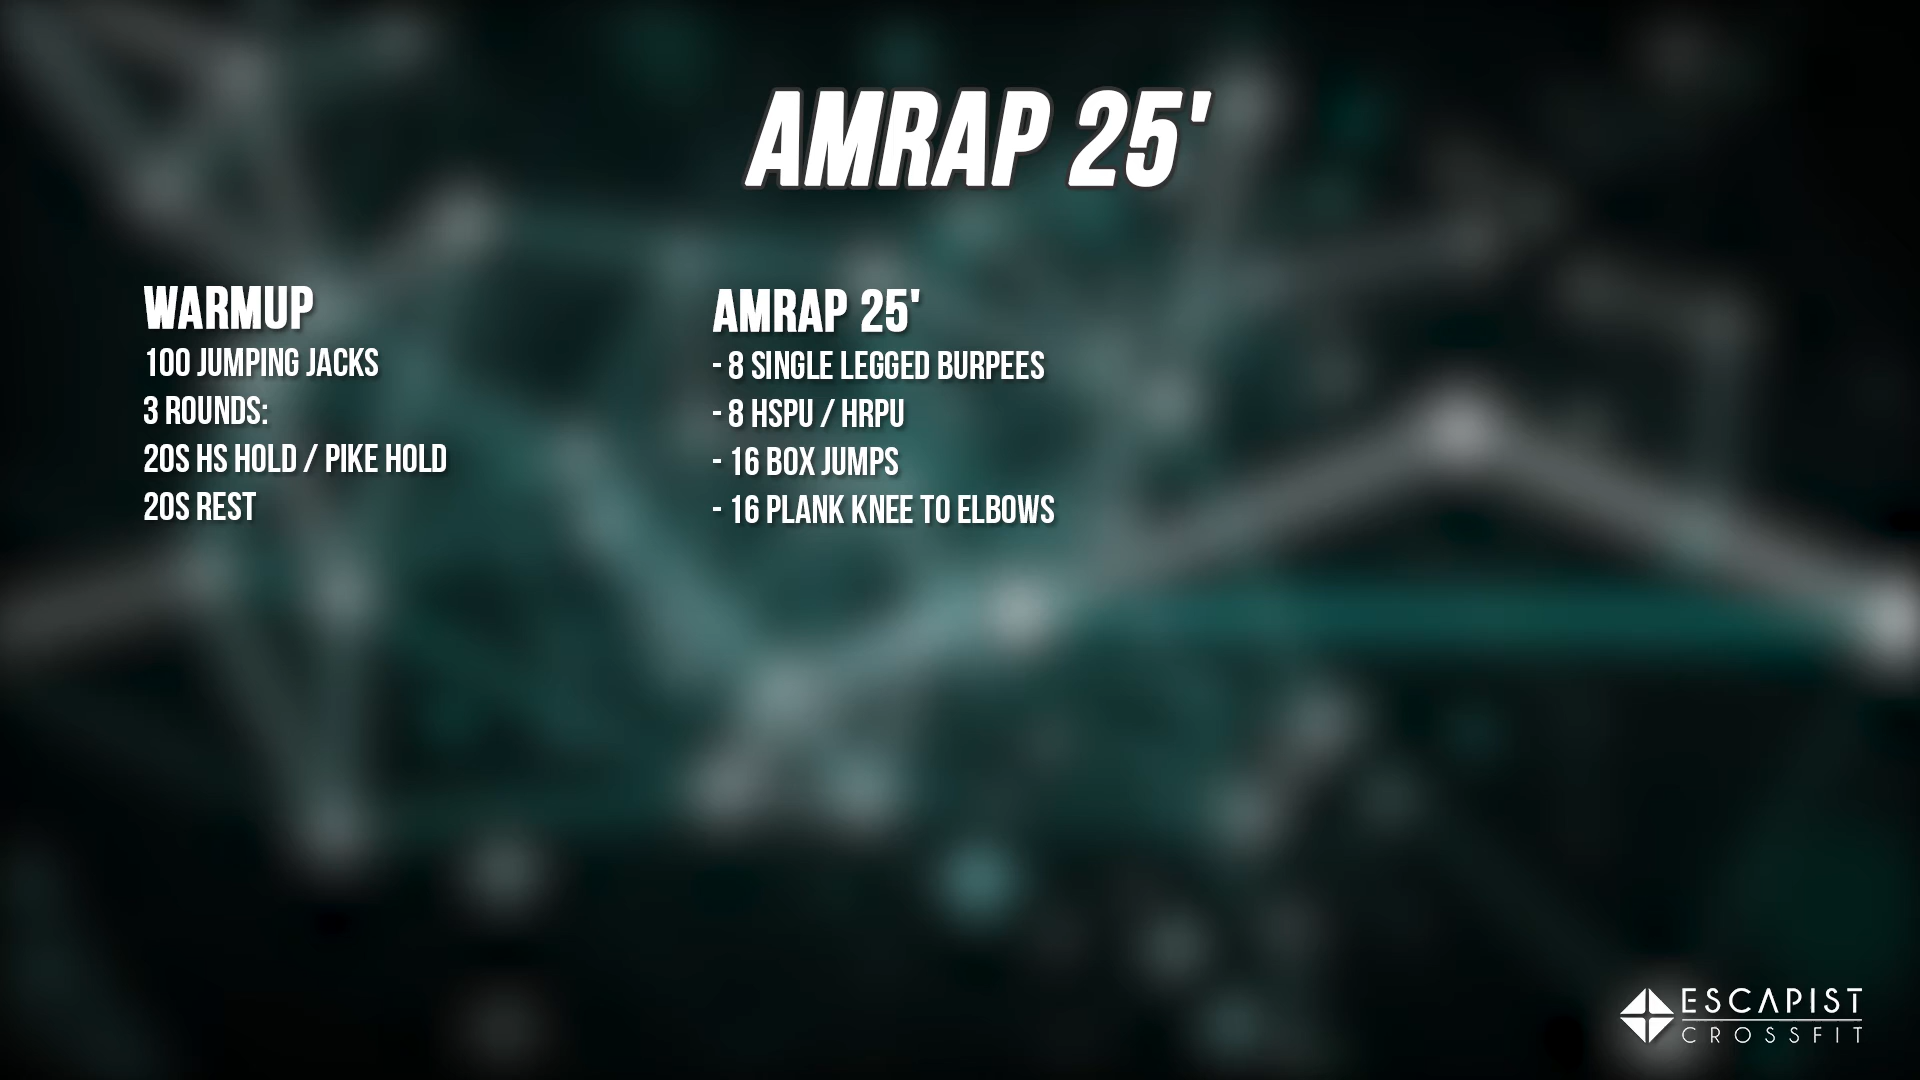 AMRAP 25'
WARMUP
100 JUMPING JACKS
3 ROUNDS:
20S HS HOLD / PIKE HOLD
20S REST
AMRAP 25'
- 8 SINGLE LEGGED BURPEES
- 8 HSPU / HRPU
- 16 BOX JUMPS
- 16 PLANK KNEE TO ELBOWS
ESCAPIST
CROSSFIT